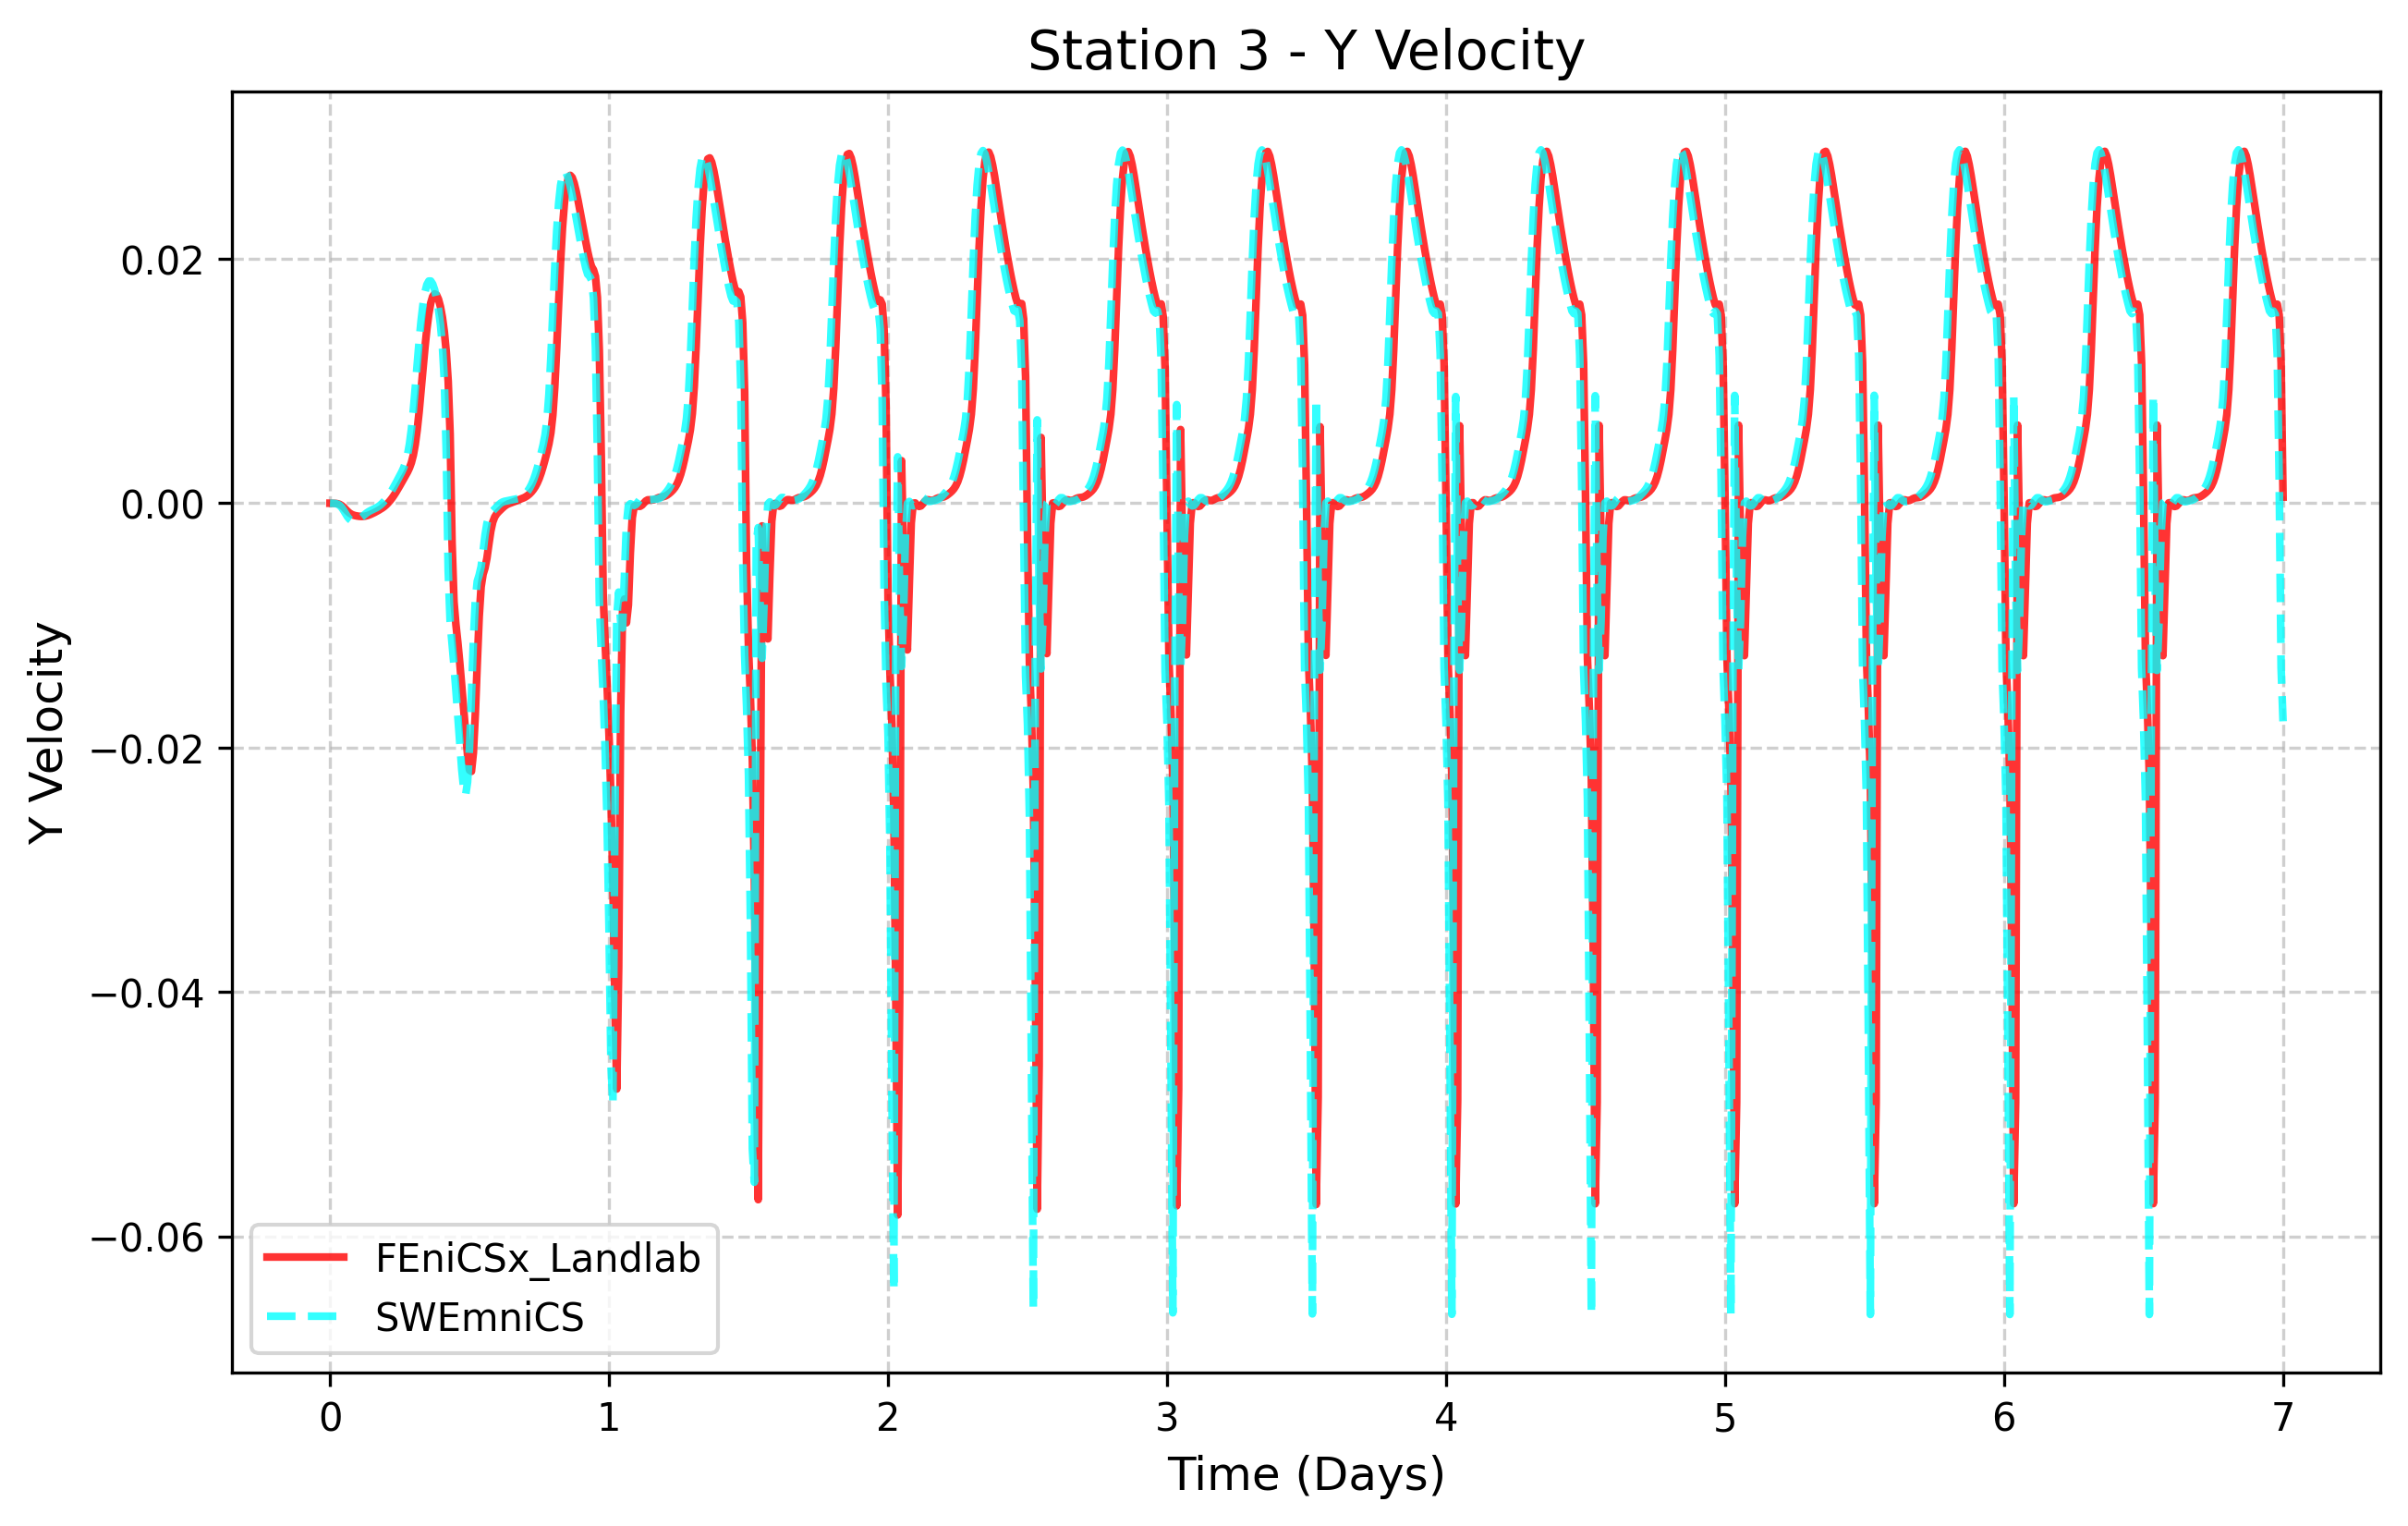 Station 3 - Y Velocity
Y Velocity
0.02
0.00
−0.02
−0.04
−0.06
FEniCSx_Landlab
SWEmniCS
0 1 2 3 4 5 6 7
Time (Days)